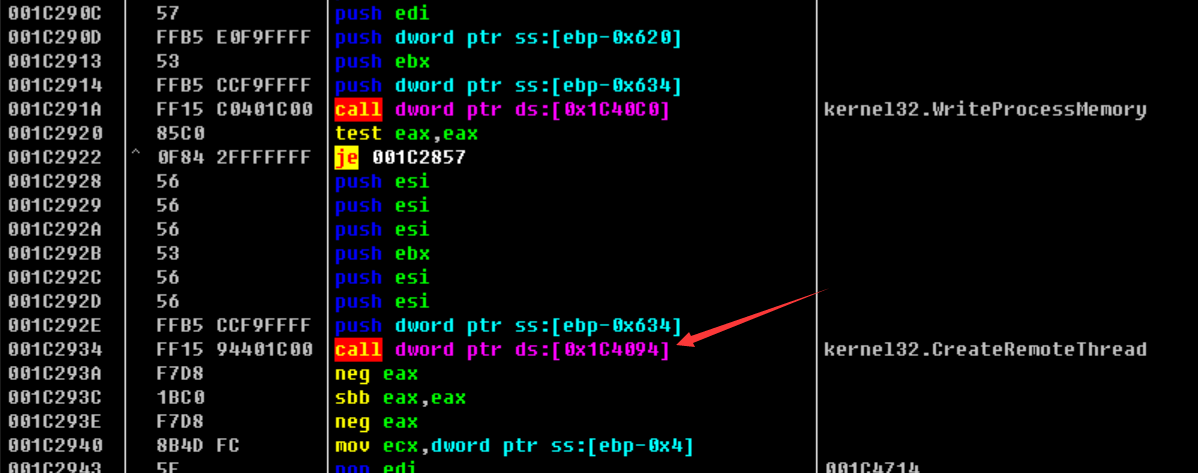 001C290C 57 push edi
001C290D FFB5 E0F9FFFF push dword ptr ss:[ebp-0x620]
001C2913 53 push ebx
001C2914 FFB5 CCF9FFFF push dword ptr ss:[ebp-0x634]
001C291A FF15 C0401C00 call dword ptr ds:[0x1C40C0] kernel32.WriteProcessMemory
001C2920 85C0 test eax,eax
001C2922 ^ 0F84 2FFFFFFF je 001C2857
001C2928 56 push esi
001C2929 56 push esi
001C292A 56 push esi
001C292B 53 push ebx
001C292C 56 push esi
001C292D 56 push esi
001C292E FFB5 CCF9FFFF push dword ptr ss:[ebp-0x634]
001C2934 FF15 94401C00 call dword ptr ds:[0x1C4094] kernel32.CreateRemoteThread
001C293A F7D8 neg eax
001C293C 1BC0 sbb eax,eax
001C293E F7D8 neg eax
001C2940 8B4D FC mov ecx,dword ptr ss:[ebp-0x4]
001C2943 5F pop edi 001C4714